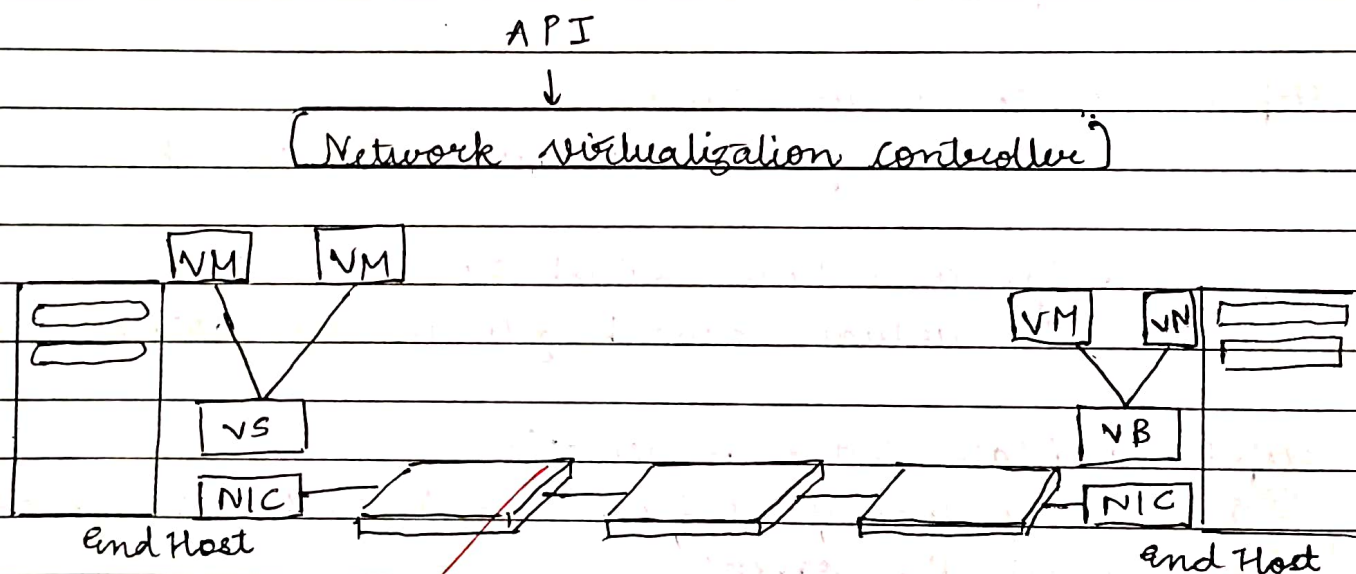 API
Network virtualization controller
VM VM
VM VN
VS VB
NIC NIC
End Host End Host